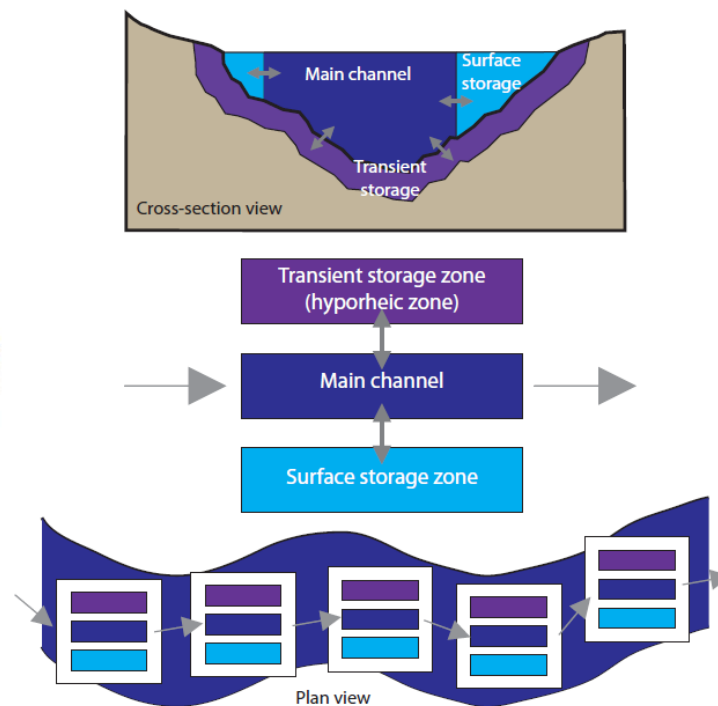 Main channel
Surface
storage
Transient
storage
Cross-section view
Transient storage zone
(hyporheic zone)
Main channel
Surface storage zone
Plan view